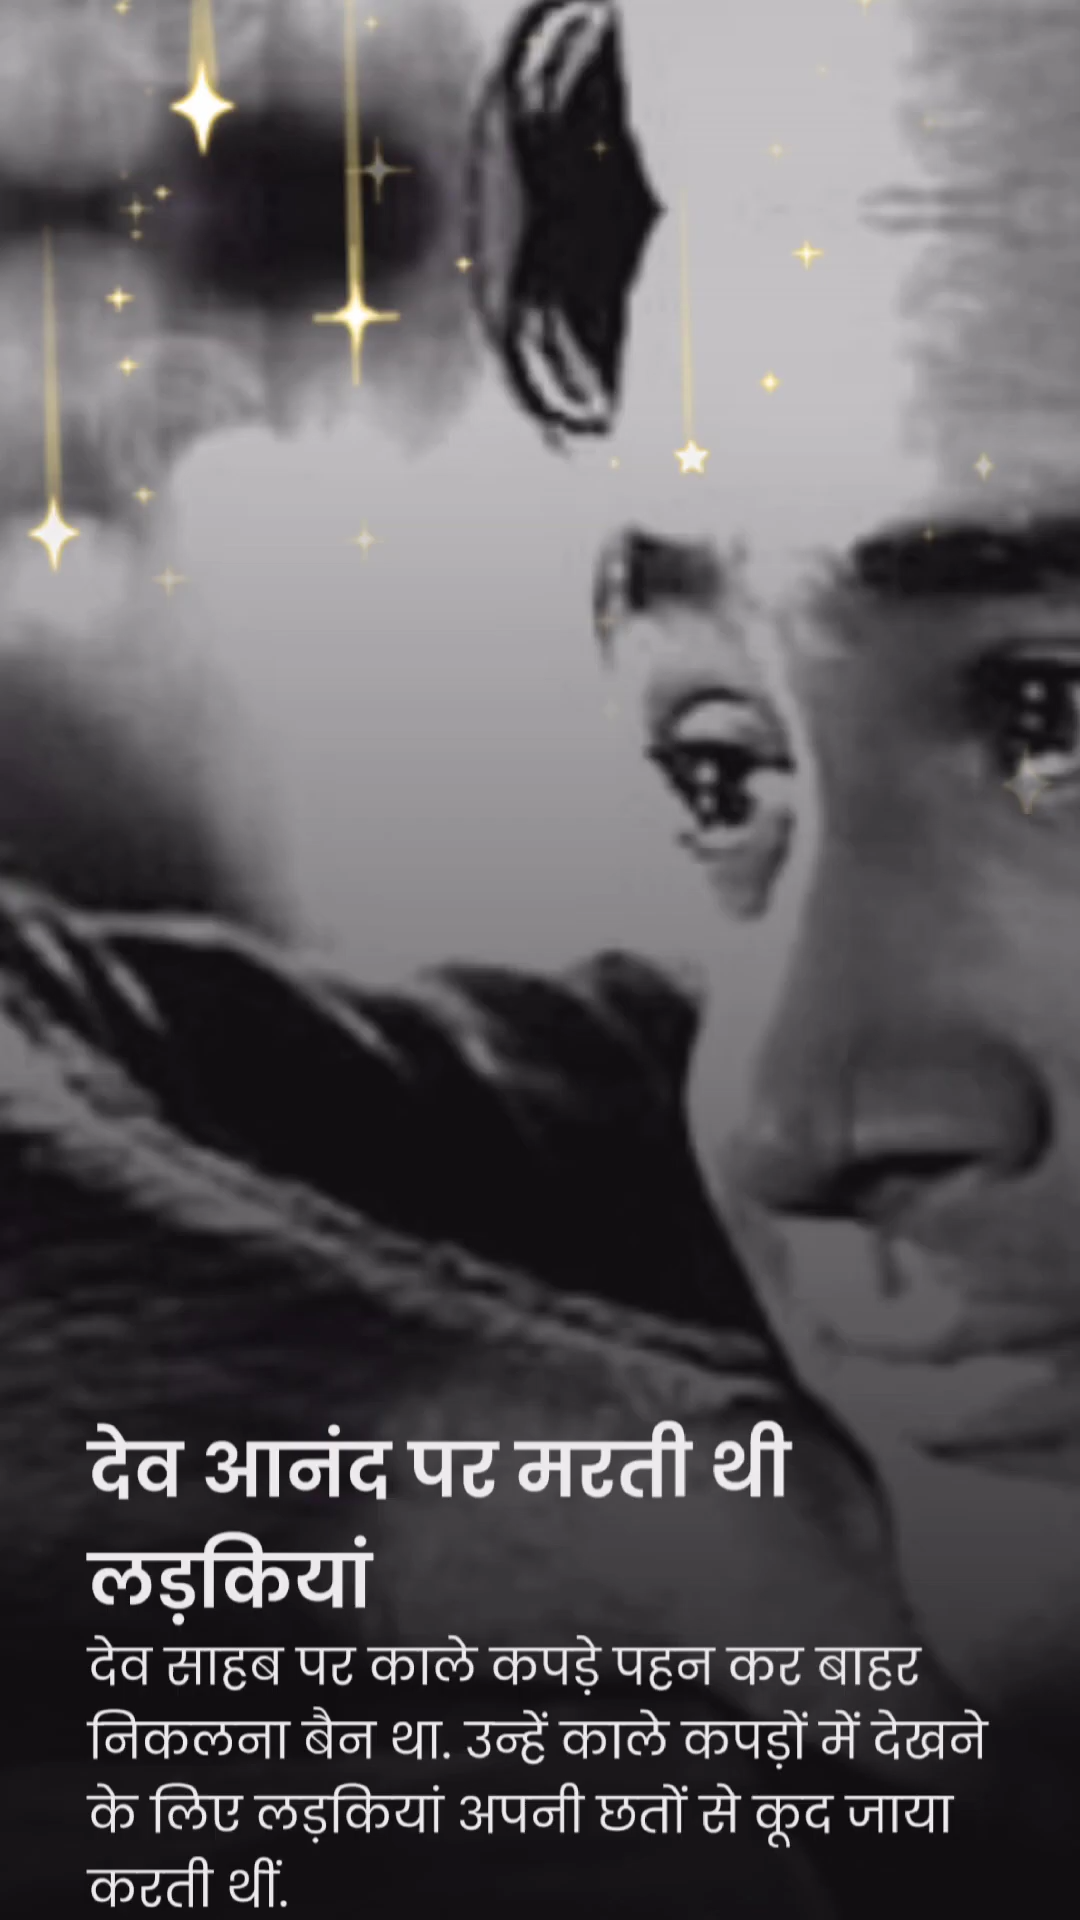 देव आनंद पर मरती थी
लड़कियां
देव साहब पर काले कपड़े पहन कर बाहर
निकलना बैन था. उन्हें काले कपड़ों में देखने
के लिए लड़कियां अपनी छतों से कूद जाया
करती थीं.